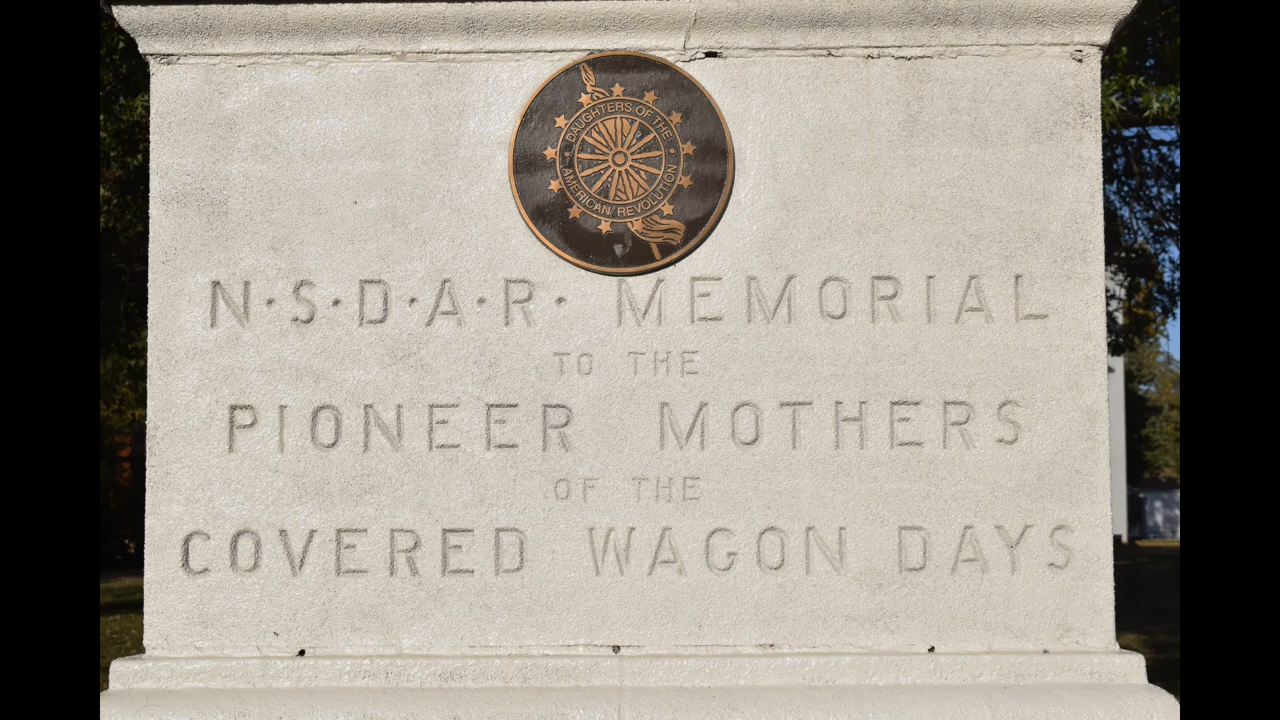 DAUGHTERS OF THE
AMERICAN REVOLUTION
N·S·D·A·R· MEMORIAL
TO THE
PIONEER MOTHERS
OF THE
COVERED WAGON DAYS